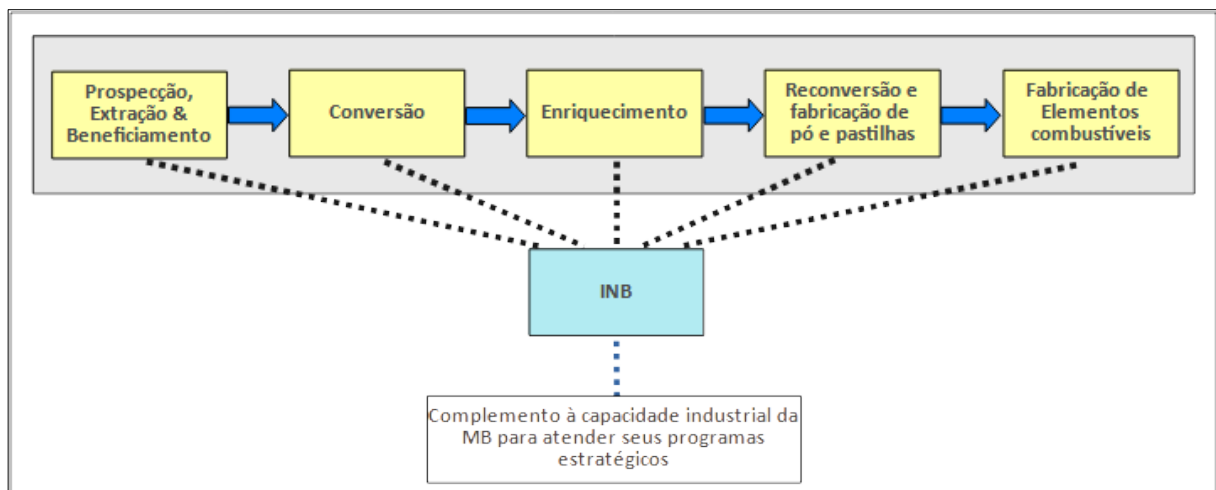 Prospecção,
Extração &
Beneficiamento
Conversão
Enriquecimento
Reconversão e
fabricação de
pó e pastilhas
Fabricação de
Elementos
combustíveis
INB
Complemento à capacidade industrial da
MB para atender seus programas
estratégicos